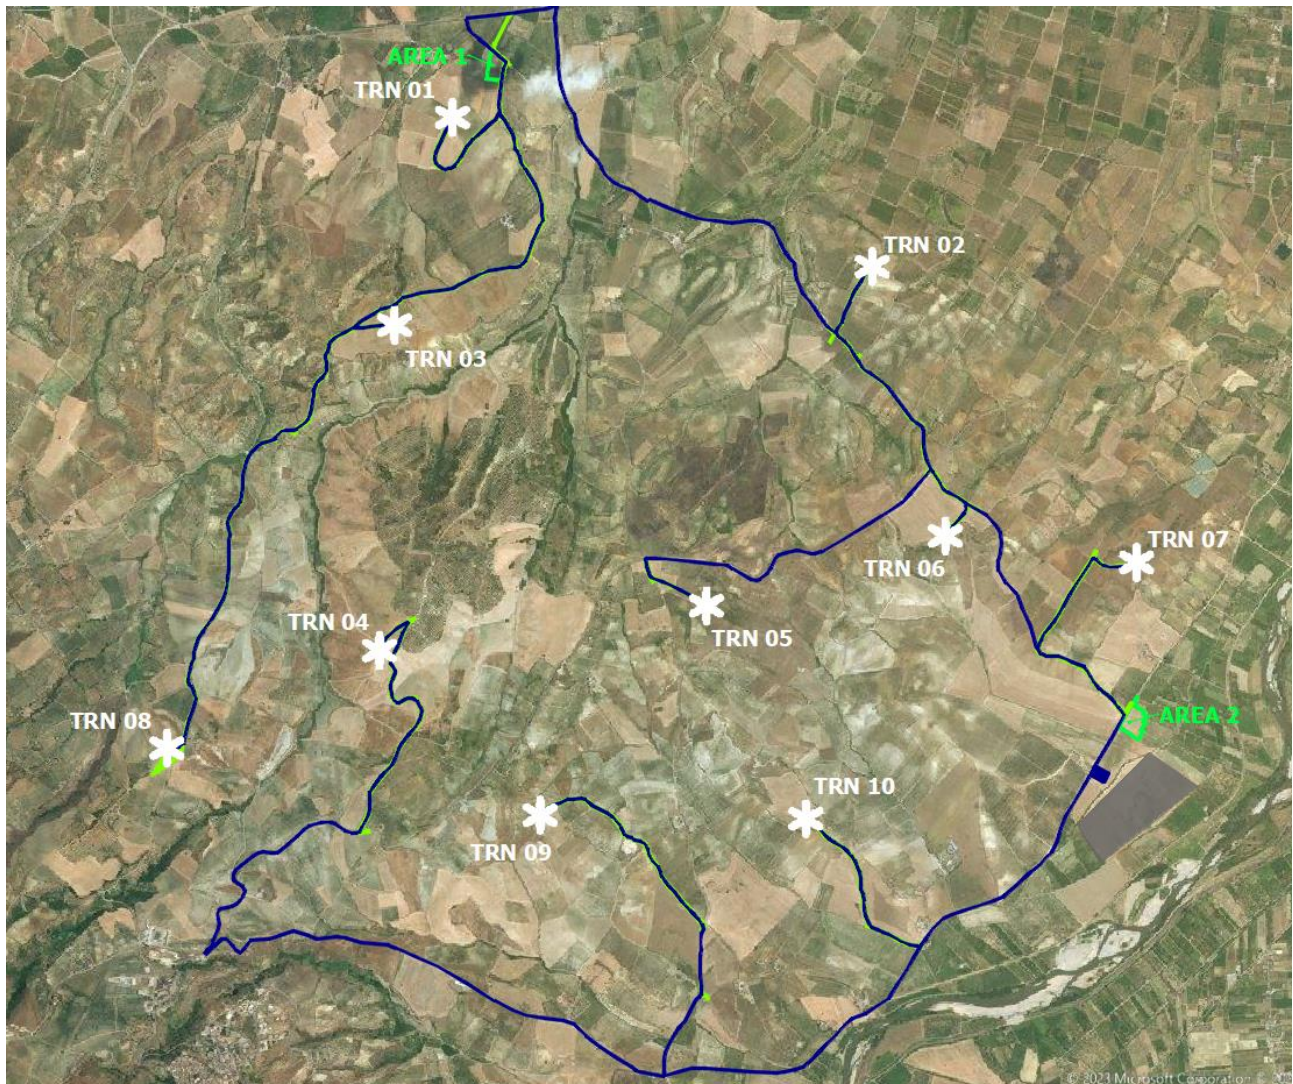 AREA 1
TRN 01
TRN 02
TRN 03
TRN 07
TRN 06
TRN 04
TRN 05
TRN 08
AREA 2
TRN 10
TRN 09
© 2023 Microsoft Corporation ©